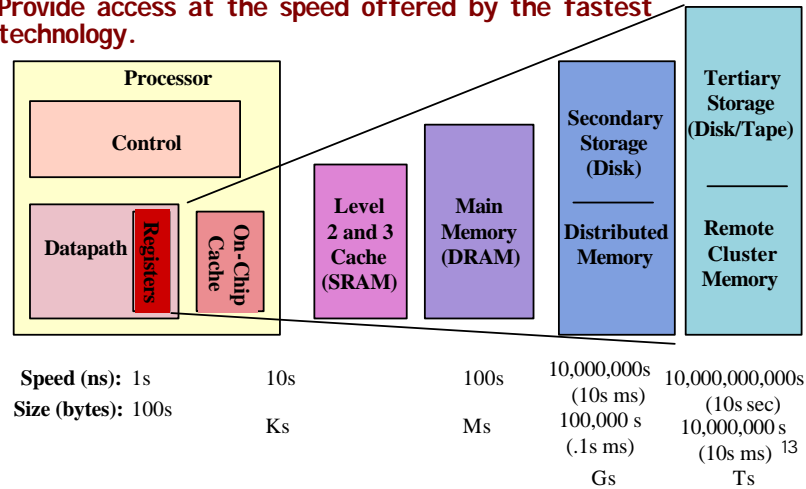 Provide access at the speed offered by the fastest
technology.
Processor
Control
Datapath
Registers
On-Chip
Cache
Level
2 and 3
Cache
(SRAM)
Main
Memory
(DRAM)
Secondary
Storage
(Disk)
Distributed
Memory
Tertiary
Storage
(Disk/Tape)
Remote
Cluster
Memory
Speed (ns): 1s 10s 100s 10,000,000s 10,000,000,000s
(10s ms) (10s sec)
Size (bytes): 100s 100,000 s 10,000,000 s
Ks Ms (.1s ms) (10s ms) 13
Gs Ts